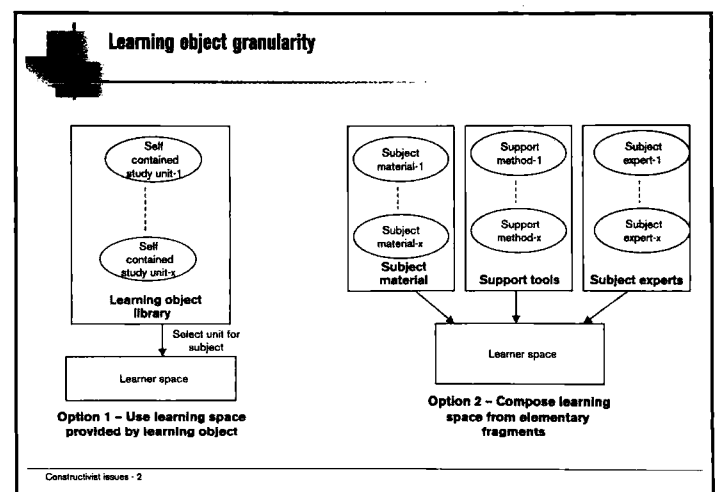 Learning object granularity
Self
contained
study unit-1
Self
contained
study unit-x
Learning object
library
Select unit for
subject
Learner space
Option 1 – Use learning space
provided by learning object
Subject
material-1
Subject
material-x
Subject
material
Support
method-1
Support
method-x
Support tools
Subject
expert-1
Subject
expert-x
Subject experts
Learner space
Option 2 – Compose learning
space from elementary
fragments
Constructivist issues - 2